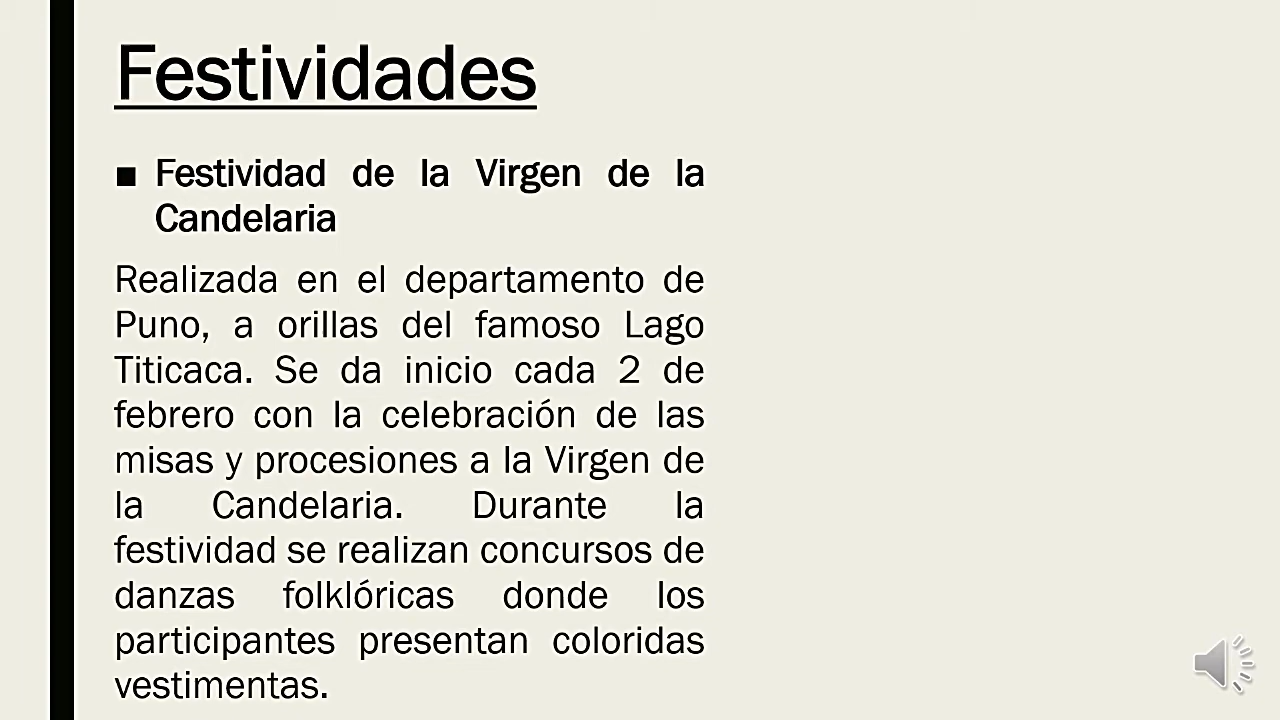 Festividades
■ Festividad de la Virgen de la
Candelaria
Realizada en el departamento de
Puno, a orillas del famoso Lago
Titicaca. Se da inicio cada 2 de
febrero con la celebración de las
misas y procesiones a la Virgen de
la Candelaria. Durante la
festividad se realizan concursos de
danzas folklóricas donde los
participantes presentan coloridas
vestimentas.